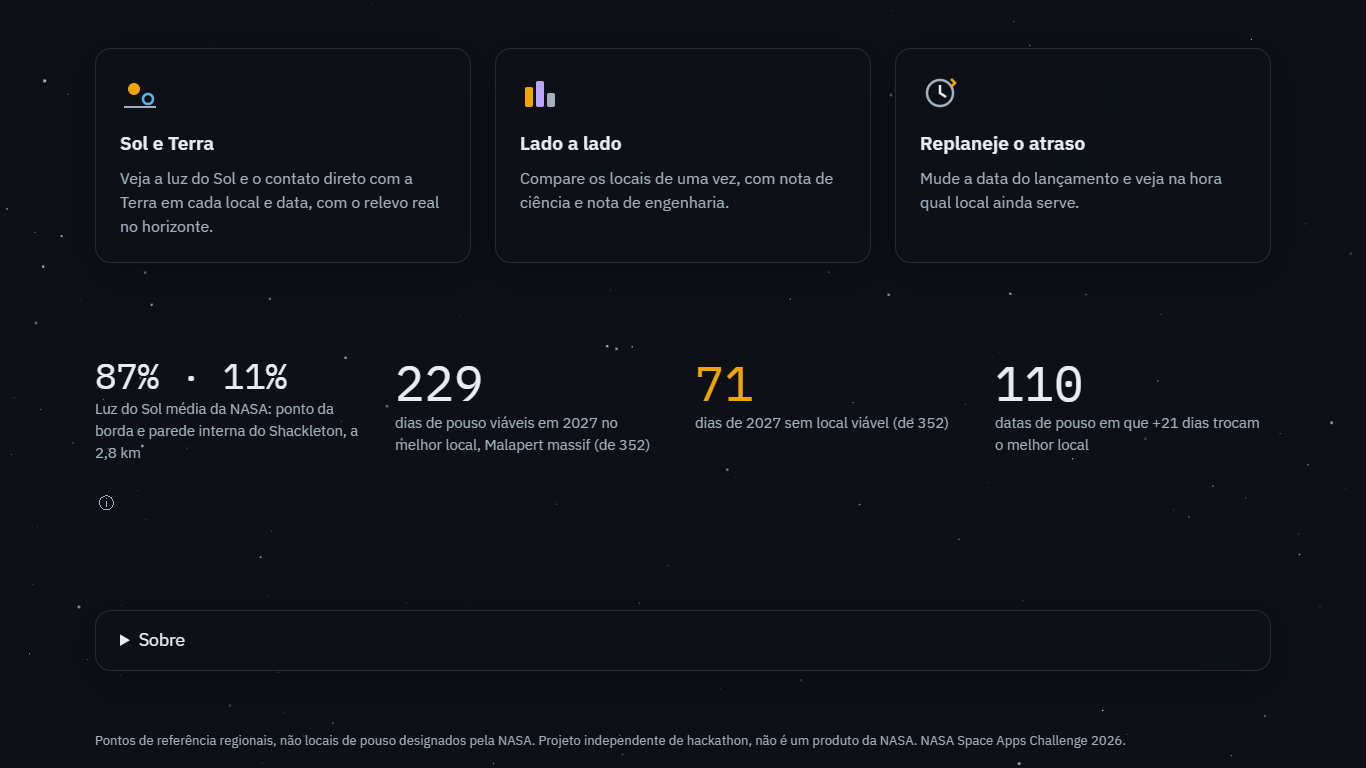 Sol e Terra
Veja a luz do Sol e o contato direto com a
Terra em cada local e data, com o relevo real
no horizonte.
Lado a lado
Compare os locais de uma vez, com nota de
ciência e nota de engenharia.
Replaneje o atraso
Mude a data do lançamento e veja na hora
qual local ainda serve.
87% · 11%
Luz do Sol média da NASA: ponto da
borda e parede interna do Shackleton, a
2,8 km
229
dias de pouso viáveis em 2027 no
melhor local, Malapert massif (de 352)
71
dias de 2027 sem local viável (de 352)
110
datas de pouso em que +21 dias trocam
o melhor local
Sobre
Pontos de referência regionais, não locais de pouso designados pela NASA. Projeto independente de hackathon, não é um produto da NASA. NASA Space Apps Challenge 2026.